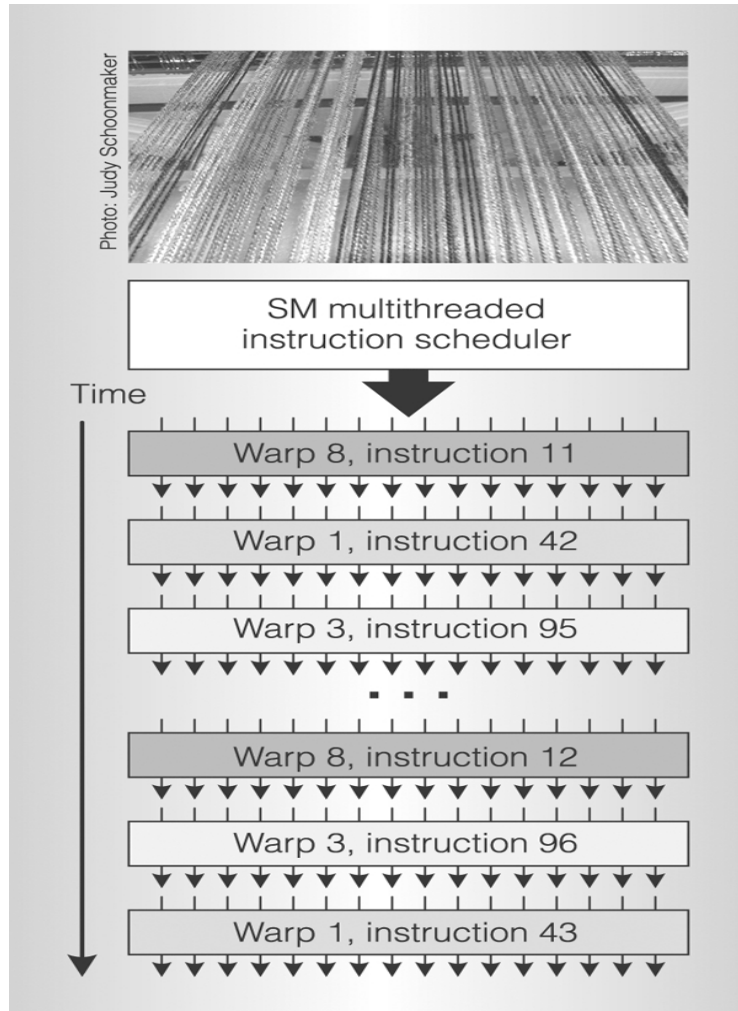 Photo: Judy Schoonmaker
SM multithreaded
instruction scheduler
Time
Warp 8, instruction 11
Warp 1, instruction 42
Warp 3, instruction 95
. . .
Warp 8, instruction 12
Warp 3, instruction 96
Warp 1, instruction 43